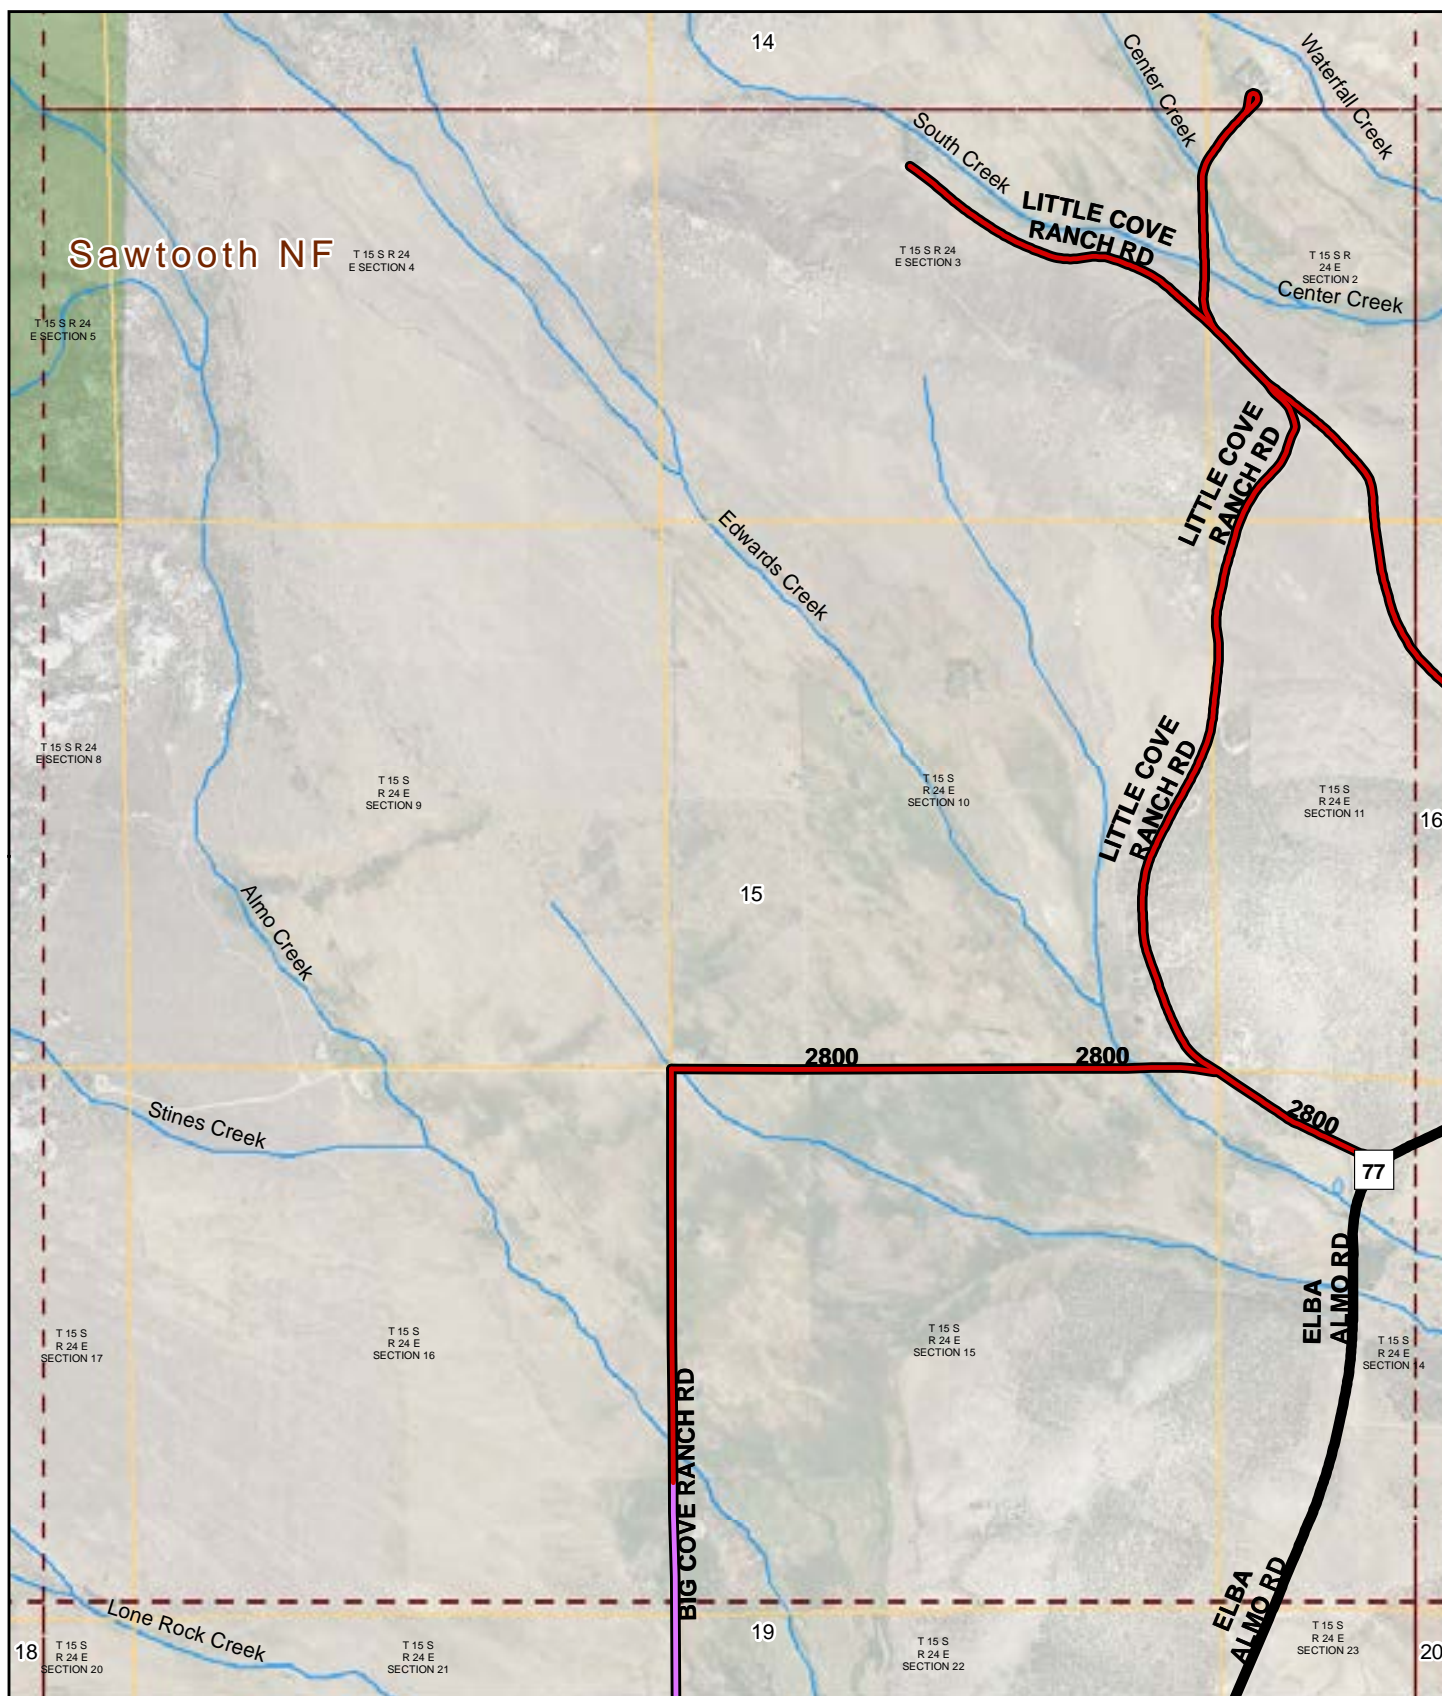 14
Center Creek
Waterfall Creek
South Creek
LITTLE COVE
RANCH RD
Sawtooth NF
T 15 S R 24
E SECTION 4
T 15 S R 24
E SECTION 3
T 15 S R
24 E
SECTION 2
Center Creek
T 15 S R 24
E SECTION 5
LITTLE COVE
RANCH RD
Edwards Creek
T 15 S R 24
E SECTION 8
T 15 S
R 24 E
SECTION 9
T 15 S
R 24 E
SECTION 10
LITTLE COVE
RANCH RD
T 15 S
R 24 E
SECTION 11
16
15
Almo Creek
2800
2800
Stines Creek
2800
77
ELBA
ALMO RD
T 15 S
R 24 E
SECTION 17
T 15 S
R 24 E
SECTION 16
T 15 S
R 24 E
SECTION 15
T 15 S
R 24 E
SECTION 14
BIG COVE RANCH RD
ELBA
ALMO RD
Lone Rock Creek
18
T 15 S
R 24 E
SECTION 20
T 15 S
R 24 E
SECTION 21
19
T 15 S
R 24 E
SECTION 22
T 15 S
R 24 E
SECTION 23
20